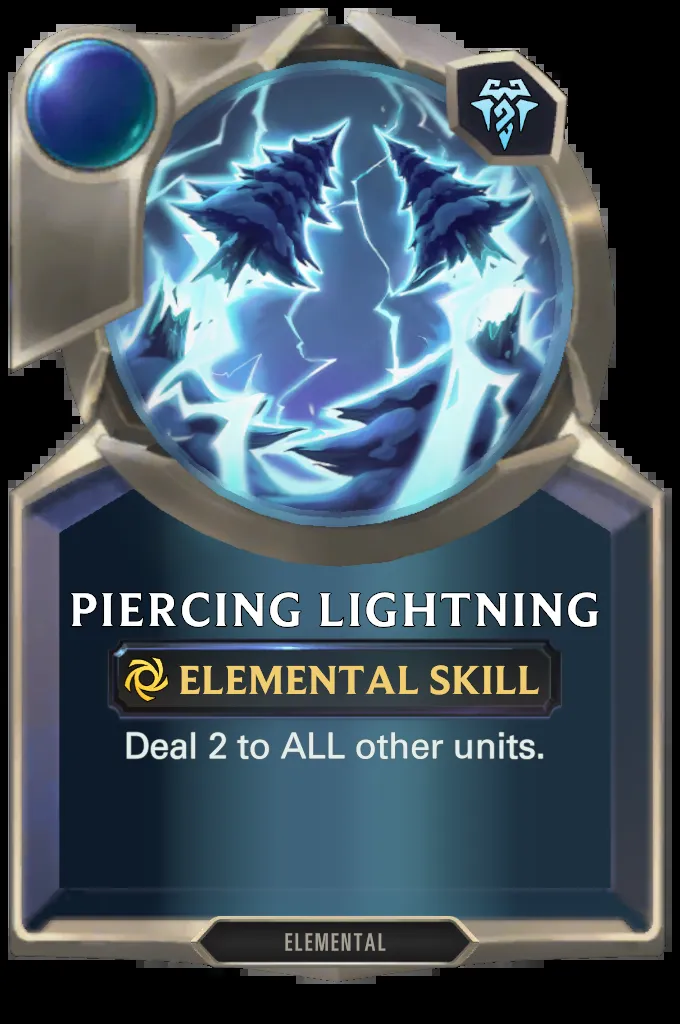 PIERCING LIGHTNING
ELEMENTAL SKILL
Deal 2 to ALL other units.
ELEMENTAL